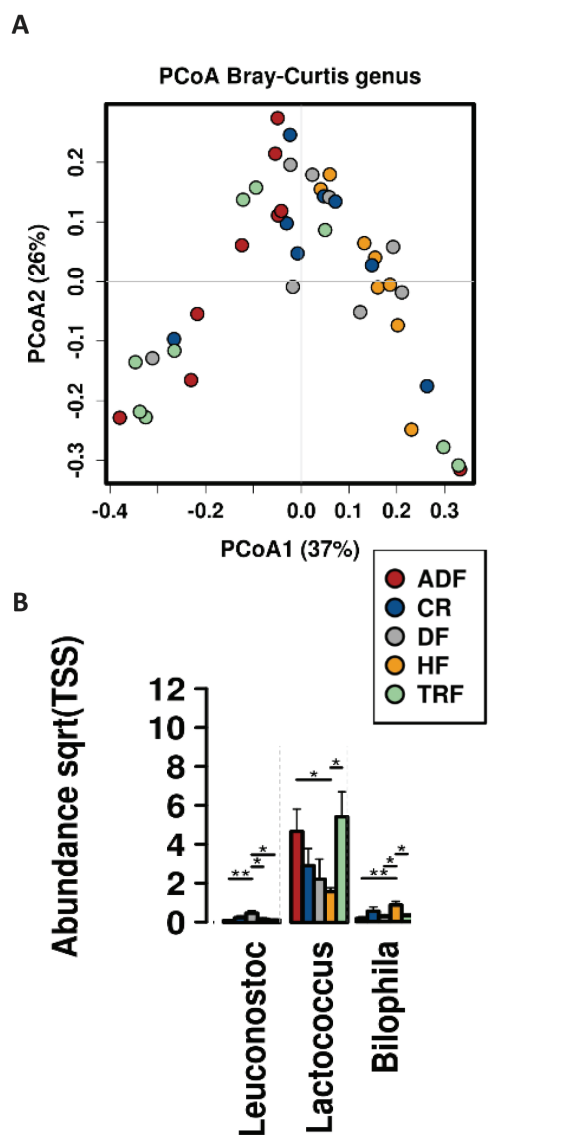 A
PCoA Bray-Curtis genus
PCoA2 (26%)
0.2
0.1
0.0
-0.1
-0.2
-0.3
-0.4
-0.2
0.0
0.1
0.2
0.3
PCoA1 (37%)
ADF
CR
DF
HF
TRF
B
Abundance sqrt(TSS)
12
10
8
6
4
2
0
**
*
*
*
*
**
*
*
Leuconostoc
Lactococcus
Bilophila